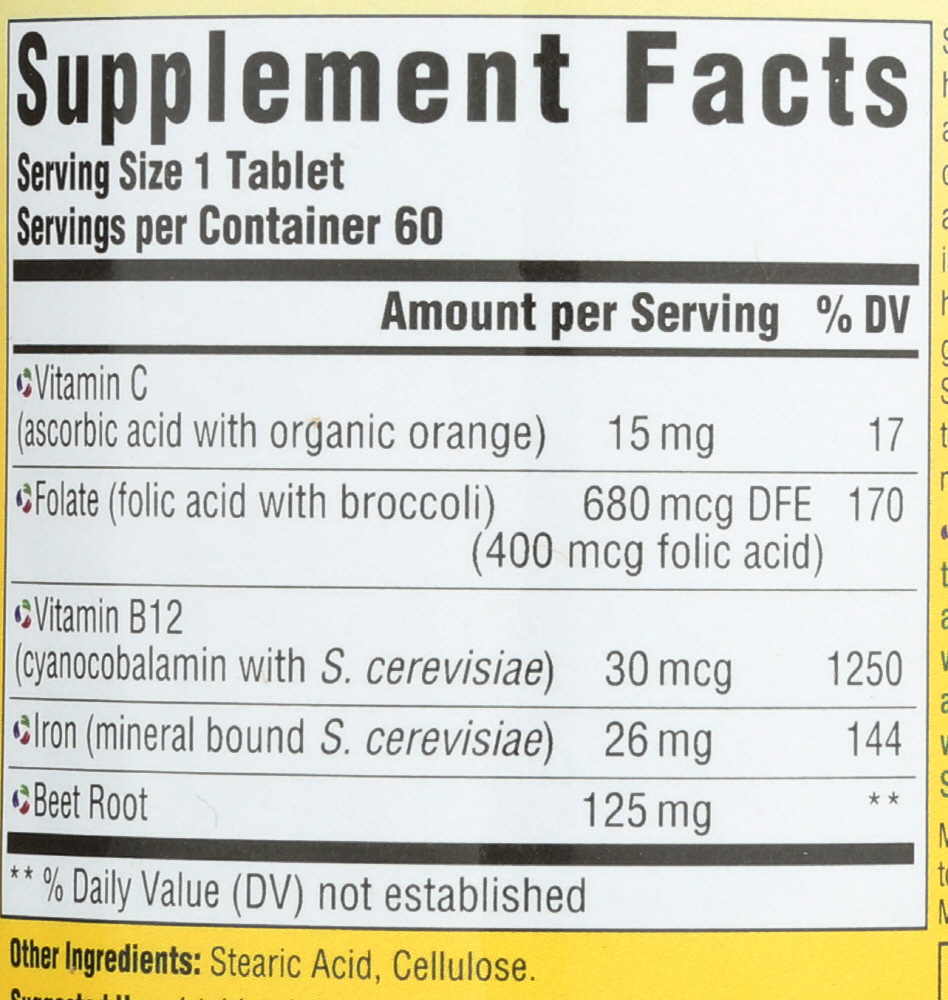 Supplement Facts
Serving Size 1 Tablet
Servings per Container 60
Amount per Serving % DV
Vitamin C
(ascorbic acid with organic orange) 15 mg 17
Folate (folic acid with broccoli) 680 mcg DFE 170
(400 mcg folic acid)
Vitamin B12
(cyanocobalamin with S. cerevisiae) 30 mcg 1250
Iron (mineral bound S. cerevisiae) 26 mg 144
Beet Root 125 mg **
** % Daily Value (DV) not established
Other Ingredients: Stearic Acid, Cellulose.